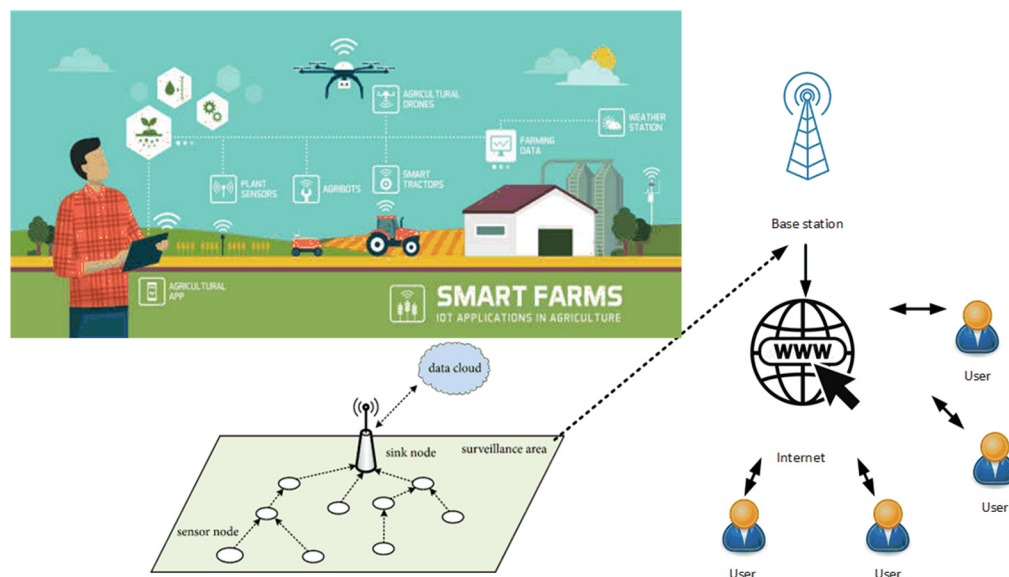 AGRICULTURAL
DRONES
WEATHER
STATION
FARMING
DATA
PLANT
SENSORS
AGRIBOTS
SMART
TRACTORS
AGRICULTURAL
APP
SMART FARMS
IOT APPLICATIONS IN AGRICULTURE
Base station
WWW
User
User
Internet
User
User
data cloud
sink node
surveillance area
sensor node